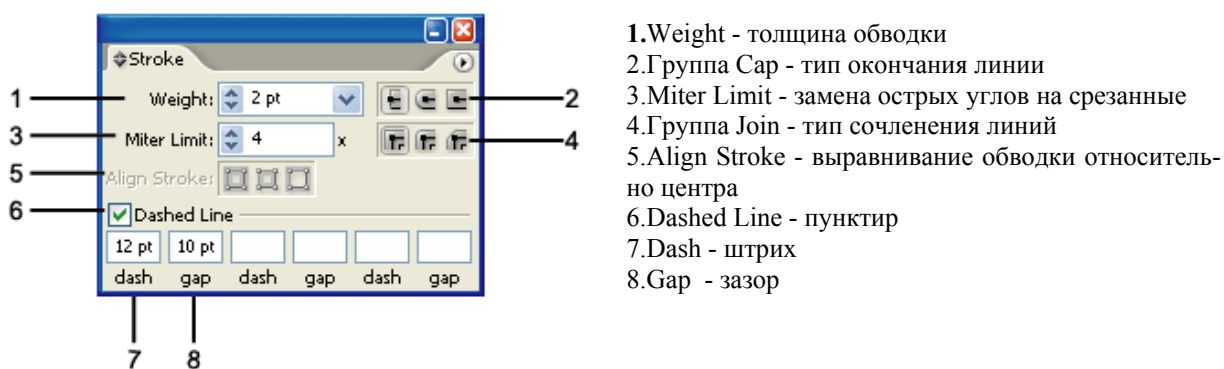 Stroke
1 Weight: 2 pt 2
3 Miter Limit: 4 x 4
5 Align Stroke:
6 Dashed Line
12 pt 10 pt
dash gap dash gap dash gap
7 8
1.Weight - толщина обводки
2.Группа Cap - тип окончания линии
3.Miter Limit - замена острых углов на срезанные
4.Группа Join - тип сочленения линий
5.Align Stroke - выравнивание обводки относитель-
но центра
6.Dashed Line - пунктир
7.Dash - штрих
8.Gap - зазор